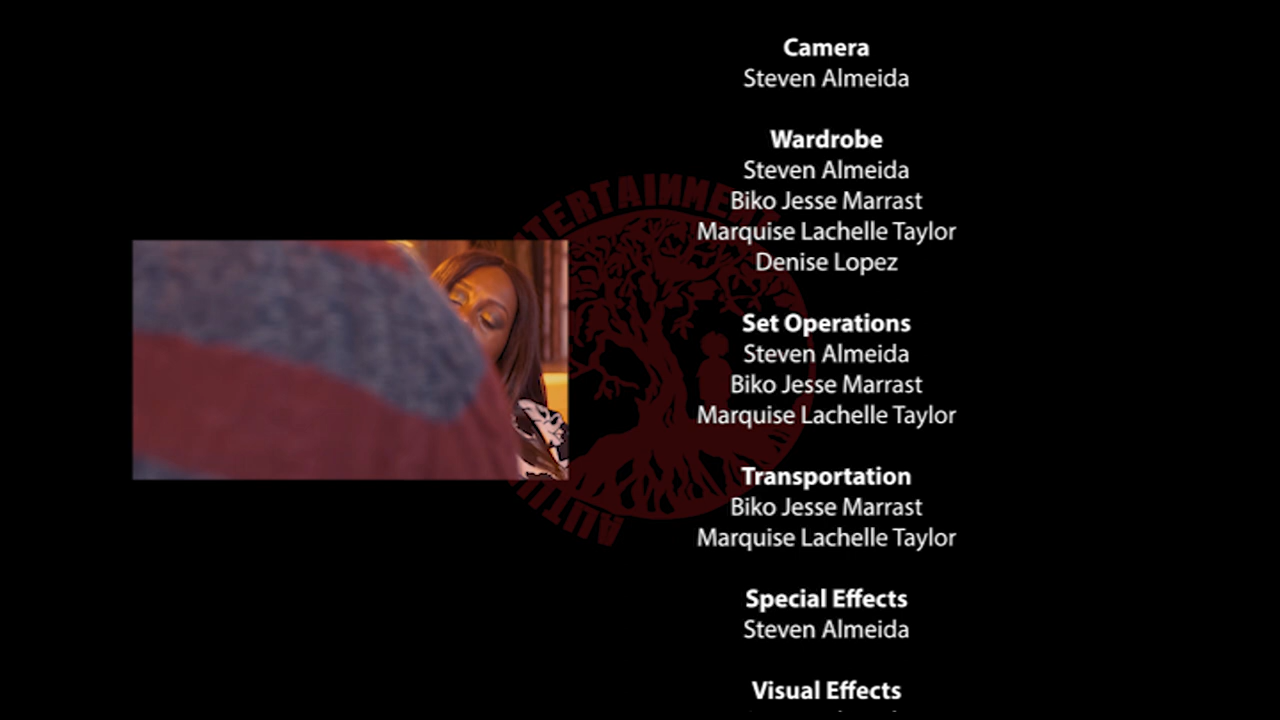 Camera
Steven Almeida
Wardrobe
Steven Almeida
Biko Jesse Marrast
Marquise Lachelle Taylor
Denise Lopez
Set Operations
Steven Almeida
Biko Jesse Marrast
Marquise Lachelle Taylor
Transportation
Biko Jesse Marrast
Marquise Lachelle Taylor
Special Effects
Steven Almeida
Visual Effects